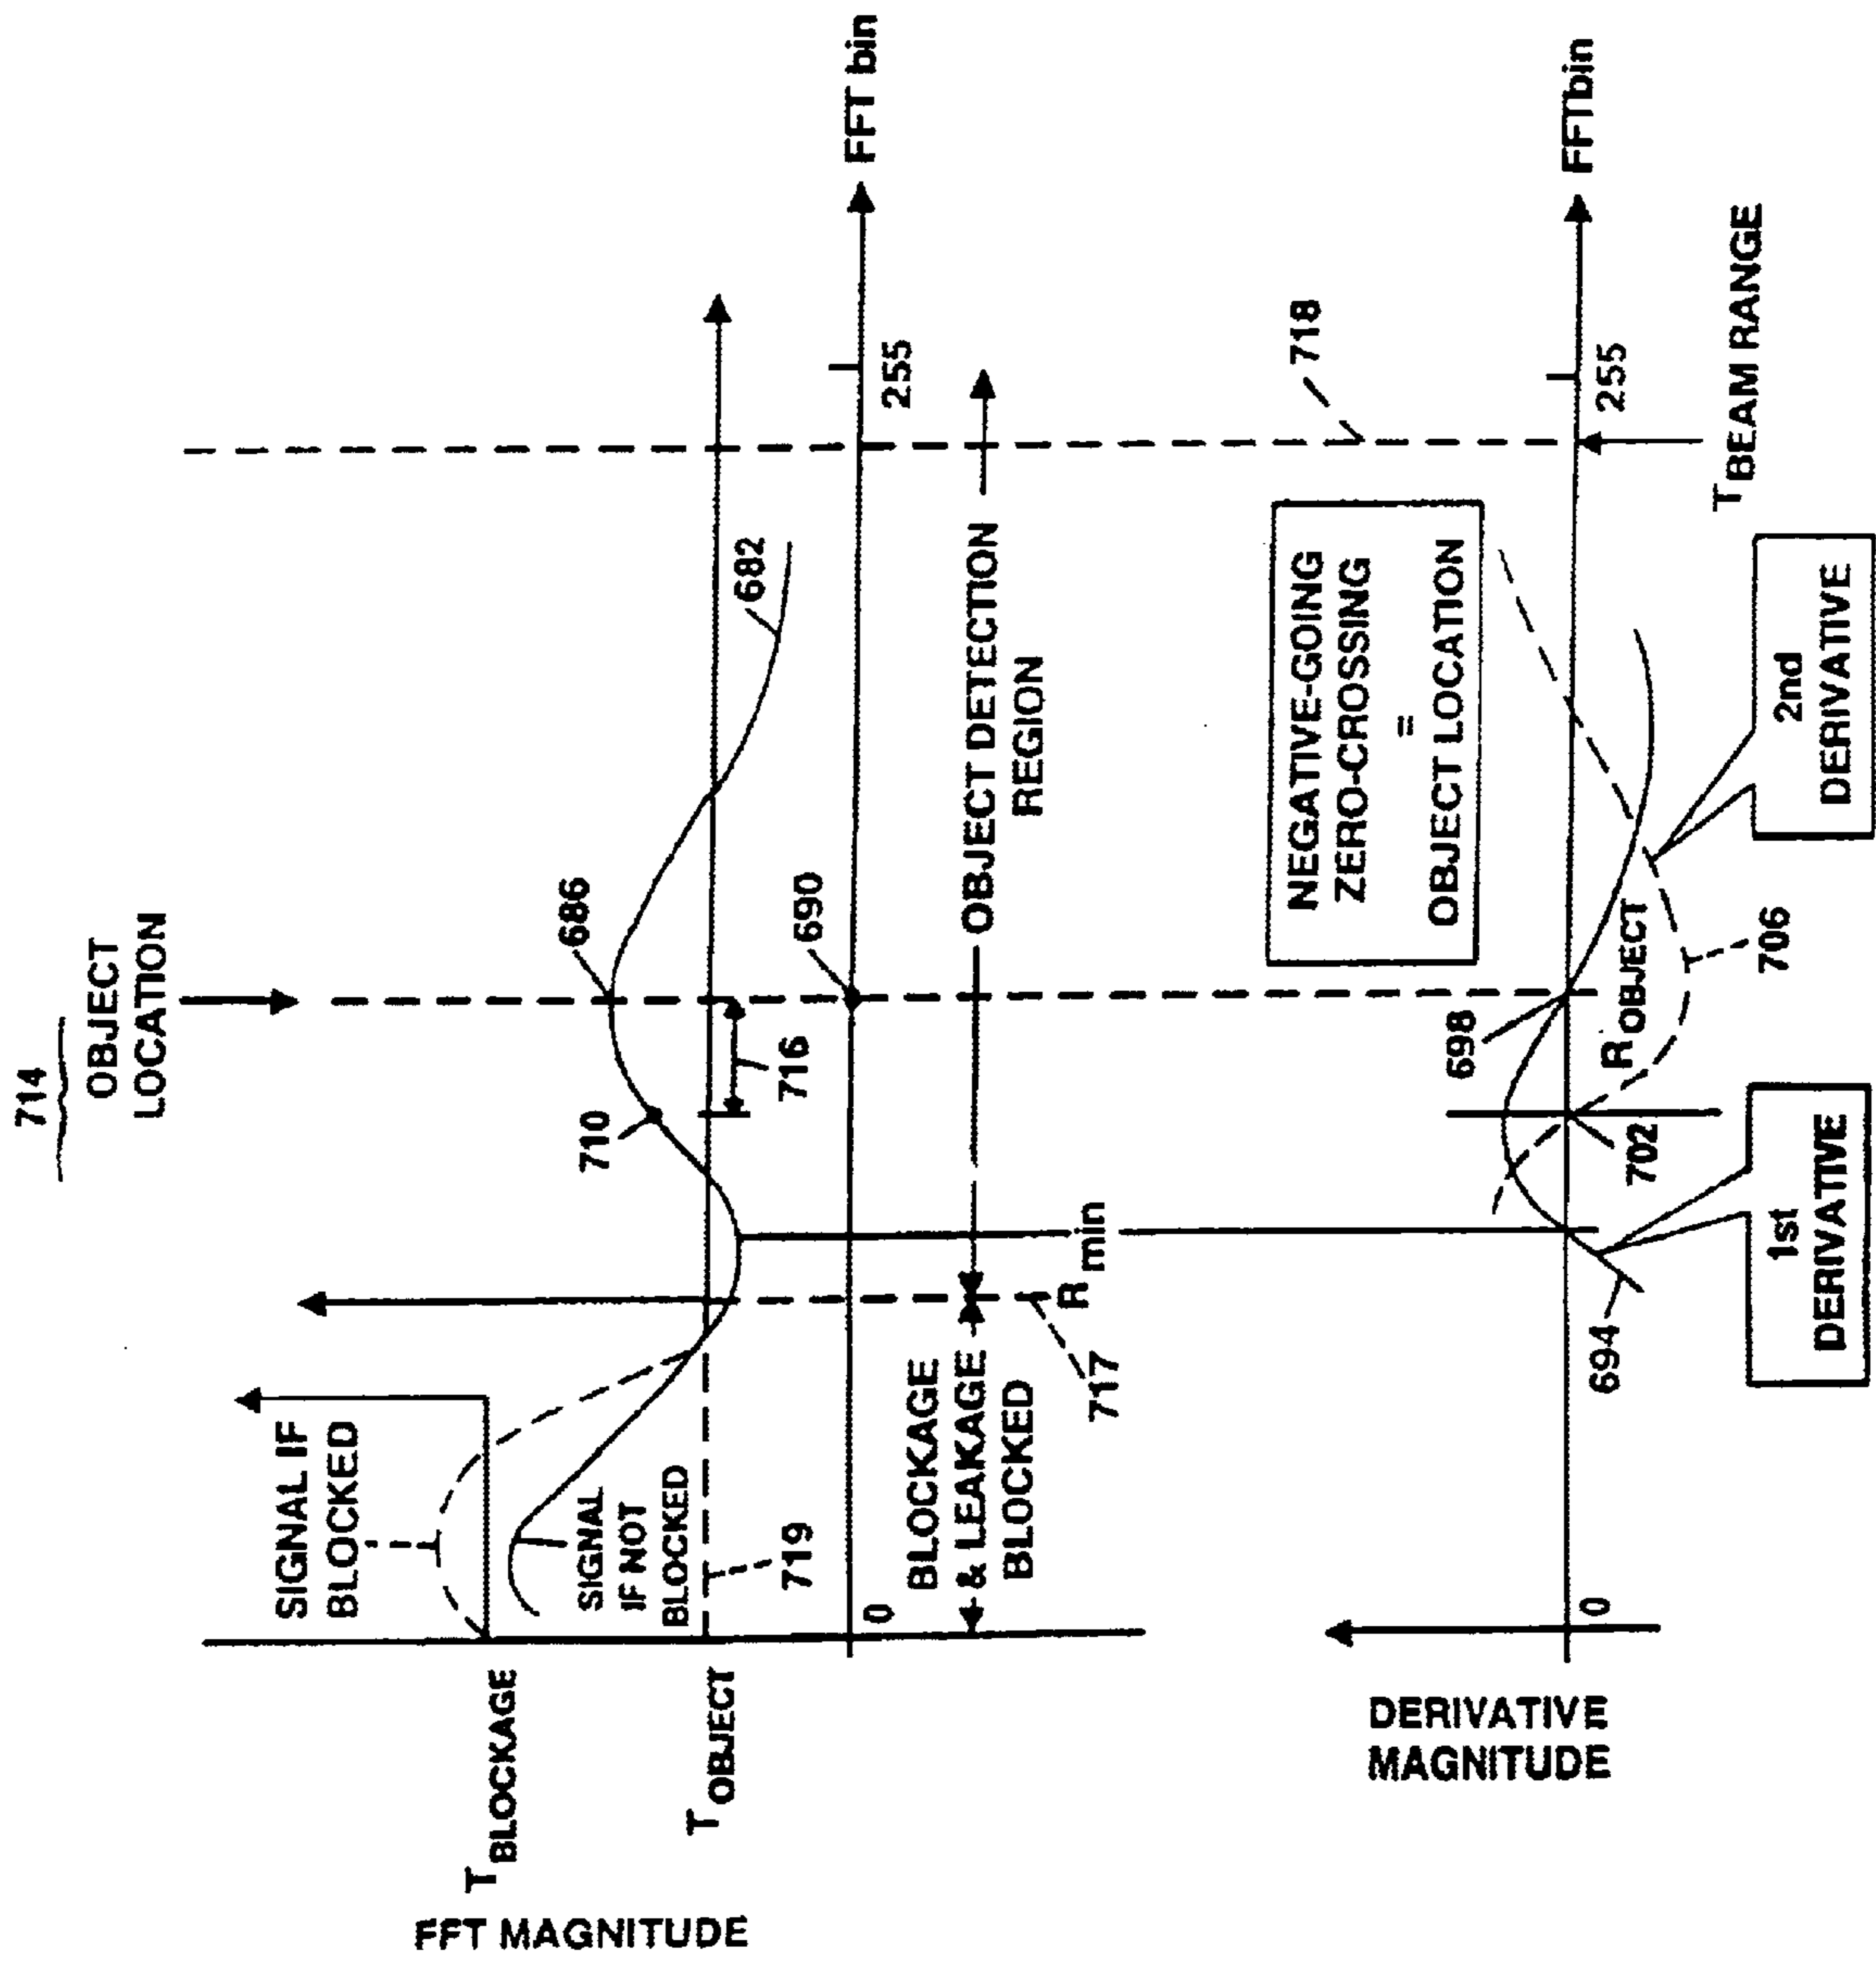 714
OBJECT
LOCATION
SIGNAL IF
BLOCKED
T BLOCKAGE
FFT MAGNITUDE
SIGNAL
IF NOT
BLOCKED
T OBJECT
719
710
686
716
690
682
0
255
FFT bin
BLOCKAGE
& LEAKAGE
BLOCKED
R min
717
OBJECT DETECTION
REGION
718
NEGATIVE-GOING
ZERO-CROSSING
=
OBJECT LOCATION
DERIVATIVE
MAGNITUDE
0
694
702
698
R OBJECT
706
255
FFT bin
T BEAM RANGE
1st
DERIVATIVE
2nd
DERIVATIVE